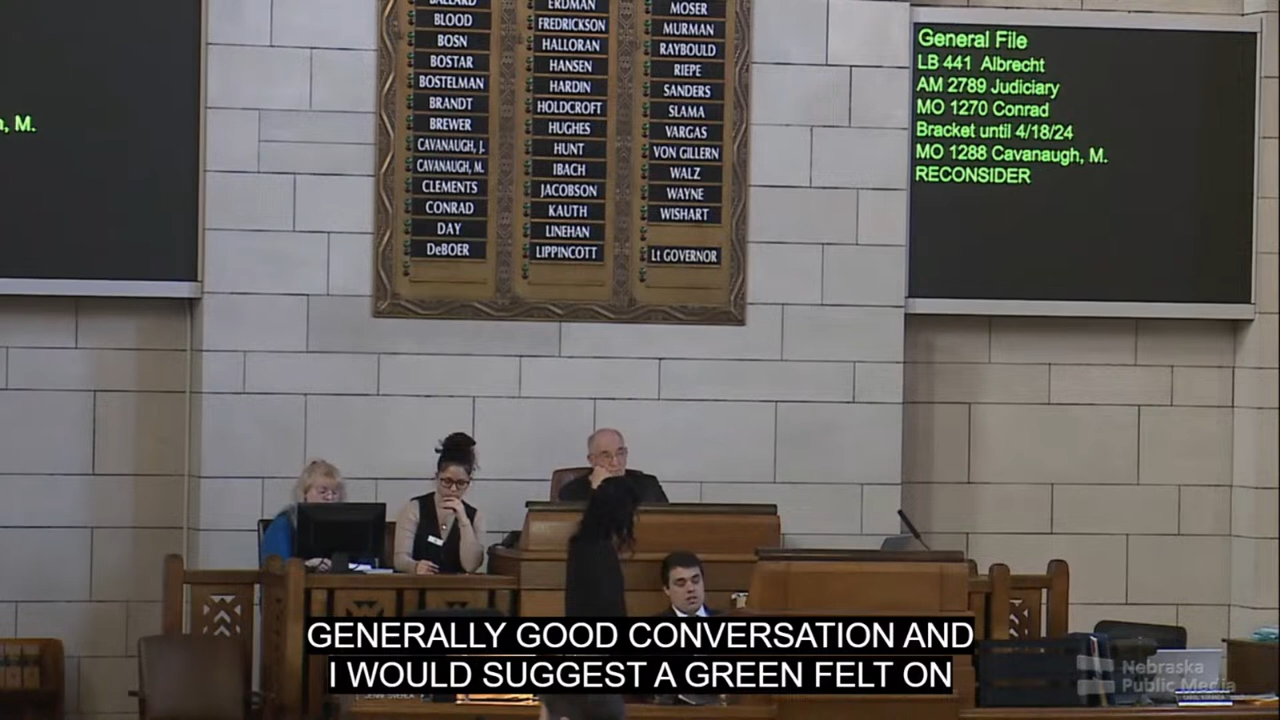 BALLARD
BLOOD
BOSN
BOSTAR
BOSTELMAN
BRANDT
BREWER
CAVANAUGH, J.
CAVANAUGH, M.
CLEMENTS
CONRAD
DAY
DeBOER
ERDMAN
FREDRICKSON
HALLORAN
HANSEN
HARDIN
HOLDCROFT
HUGHES
HUNT
IBACH
JACOBSON
KAUTH
LINEHAN
LIPPINCOTT
MOSER
MURMAN
RAYBOULD
RIEPE
SANDERS
SLAMA
VARGAS
VON GILLERN
WALZ
WAYNE
WISHART
Lt GOVERNOR
, M.
General File
LB 441 Albrecht
AM 2789 Judiciary
MO 1270 Conrad
Bracket until 4/18/24
MO 1288 Cavanaugh, M.
RECONSIDER
GENERALLY GOOD CONVERSATION AND
I WOULD SUGGEST A GREEN FELT ON
Nebraska
Public Media